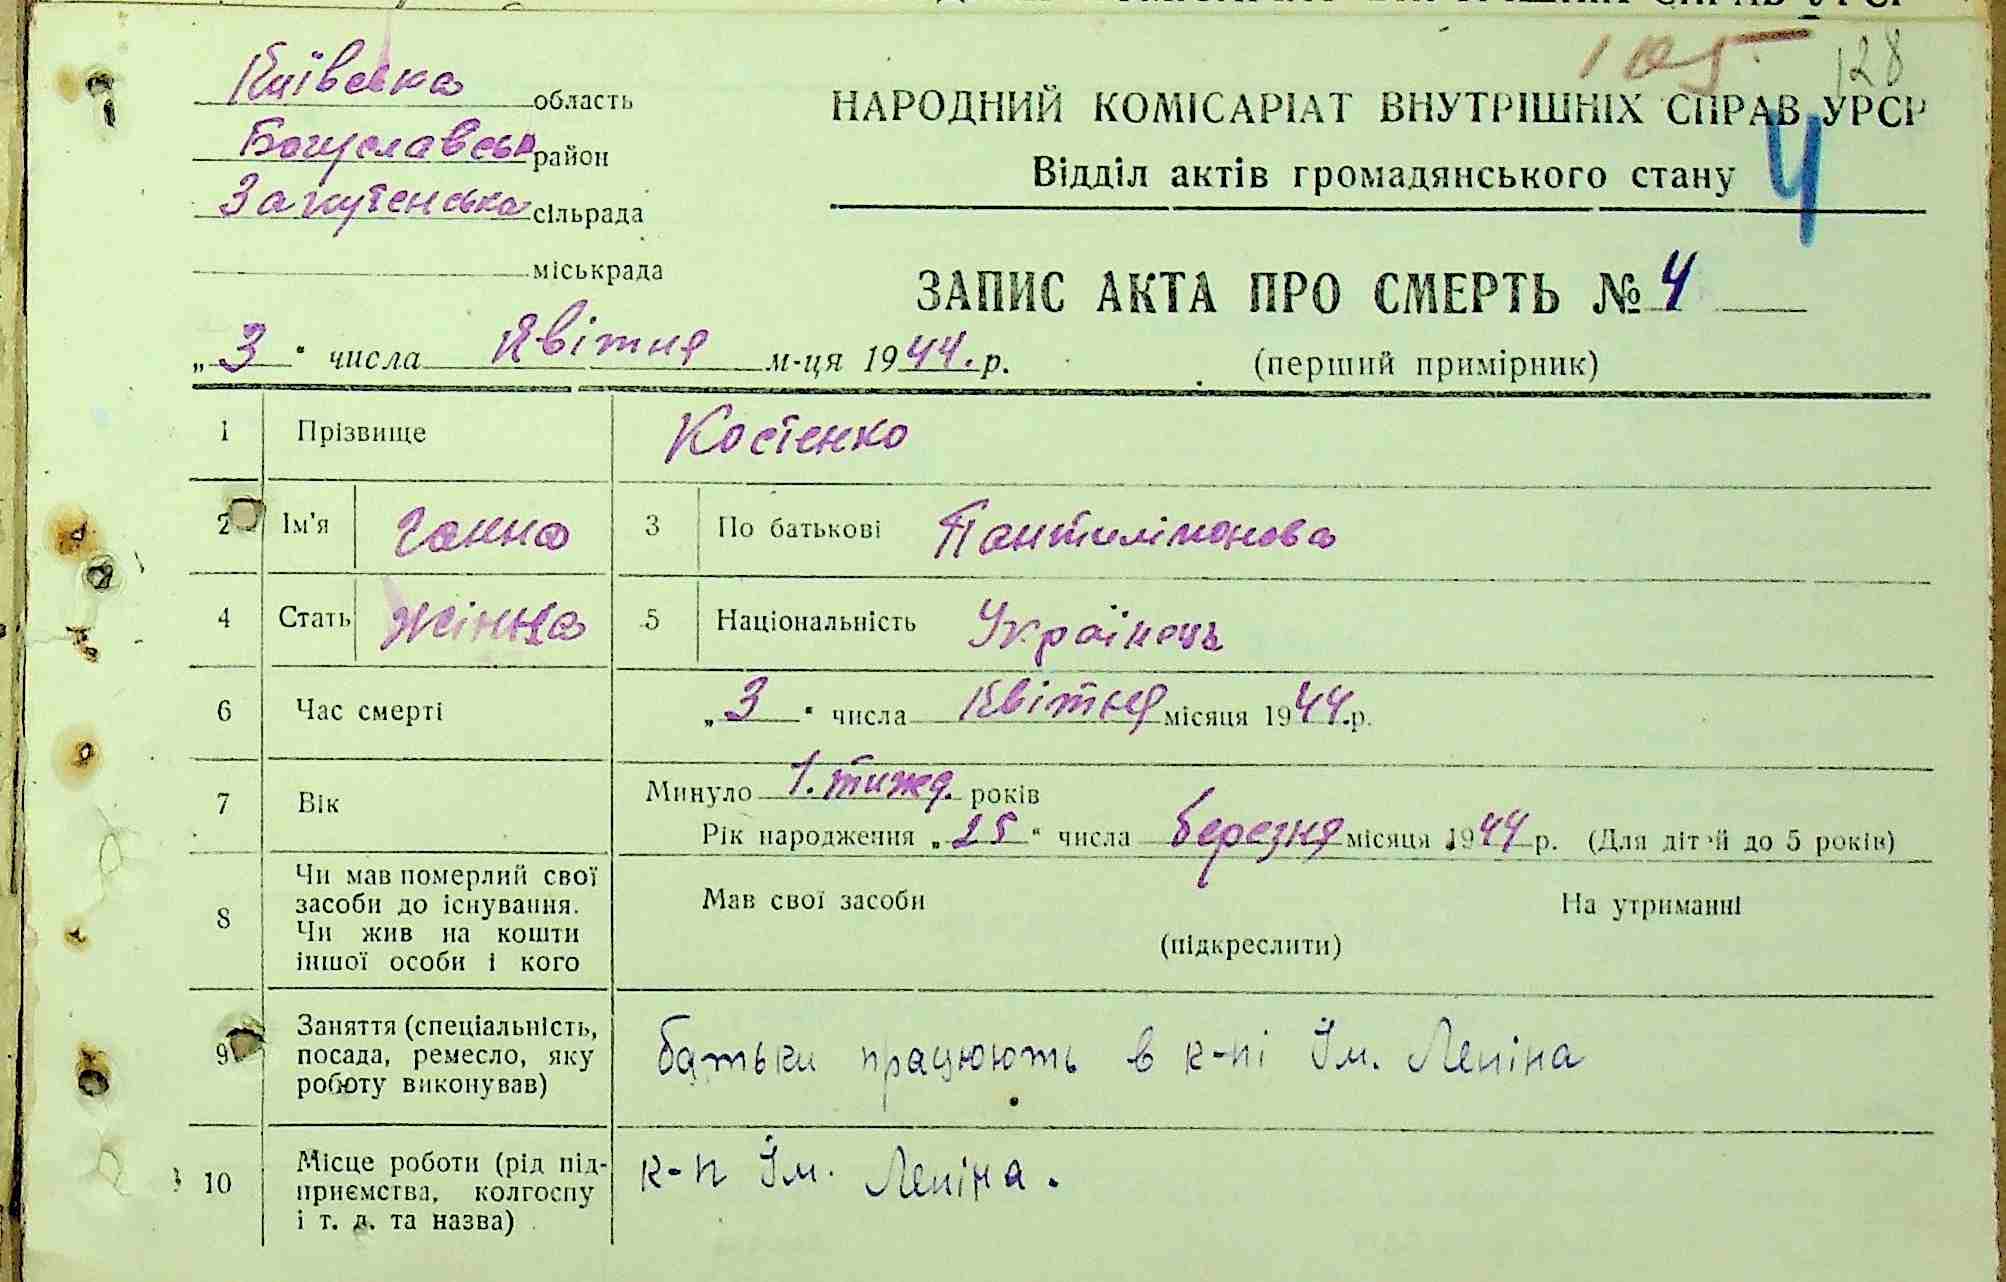 105 128
Київська область
НАРОДНИЙ КОМІСАРІАТ ВНУТРІШНІХ СПРАВ УРСР
Богуславськ район
Відділ актів громадянського стану
4
Закутенська сільрада
міськрада
ЗАПИС АКТА ПРО СМЕРТЬ № 4
„3“ числа Квітня м-ця 1944. р.
(перший примірник)
1 Прізвище Костенко
2 Ім'я Ганна 3 По батькові Пантилімонова
4 Стать жінка 5 Національність Українець
6 Час смерті „3“ числа Квітня місяця 1944.р.
7 Вік Минуло 1. тижд. років
Рік народження „25“ числа березня місяця 1944 р. (Для дітей до 5 років)
8 Чи мав померлий свої
засоби до існування.
Чи жив на кошти
іншої особи і кого
Мав свої засоби На утриманні
(підкреслити)
9 Заняття (спеціальність,
посада, ремесло, яку
роботу виконував)
батьки працюють в к-пі Ім. Леніна
10 Місце роботи (рід під-
приємства, колгоспу
і т. д. та назва)
к-п Ім. Леніна.